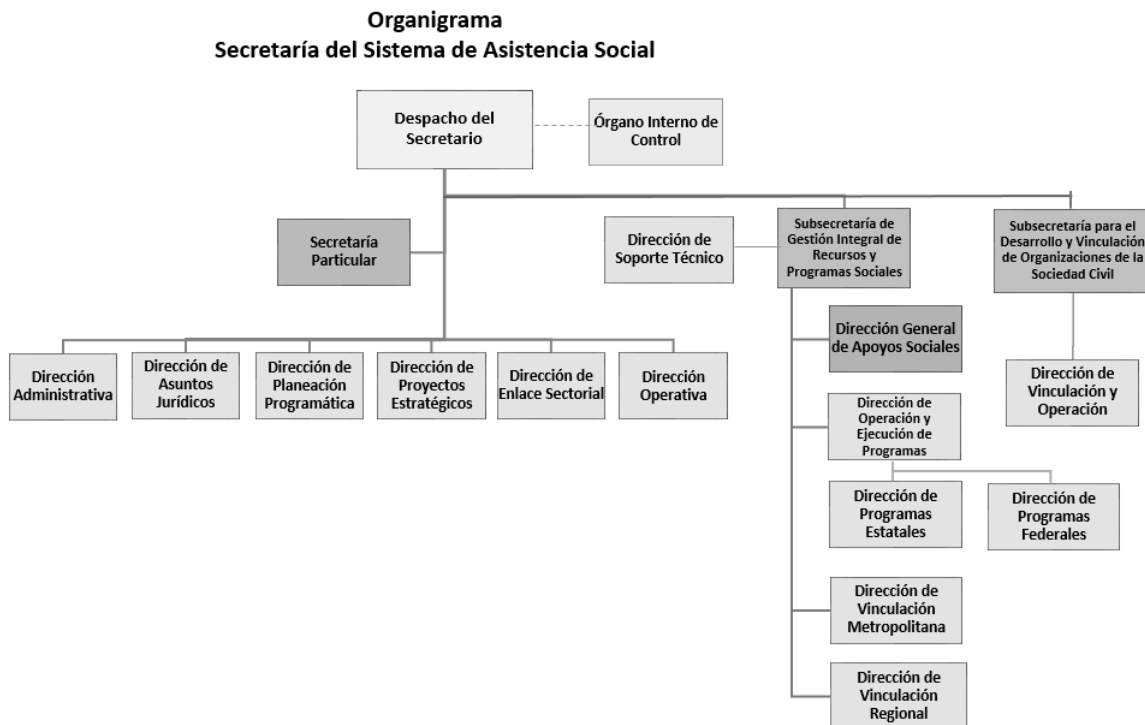 Organigrama
Secretaría del Sistema de Asistencia Social
Despacho del
Secretario
Órgano Interno de
Control
Secretaría
Particular
Dirección de
Soporte Técnico
Subsecretaría de
Gestión Integral de
Recursos y
Programas Sociales
Subsecretaría para el
Desarrollo y Vinculación
de Organizaciones de la
Sociedad Civil
Dirección
Administrativa
Dirección de
Asuntos
Jurídicos
Dirección de
Planeación
Programática
Dirección de
Proyectos
Estratégicos
Dirección de
Enlace Sectorial
Dirección
Operativa
Dirección General
de Apoyos Sociales
Dirección de
Vinculación y
Operación
Dirección de
Operación y
Ejecución de
Programas
Dirección de
Programas
Estatales
Dirección de
Programas
Federales
Dirección de
Vinculación
Metropolitana
Dirección de
Vinculación
Regional